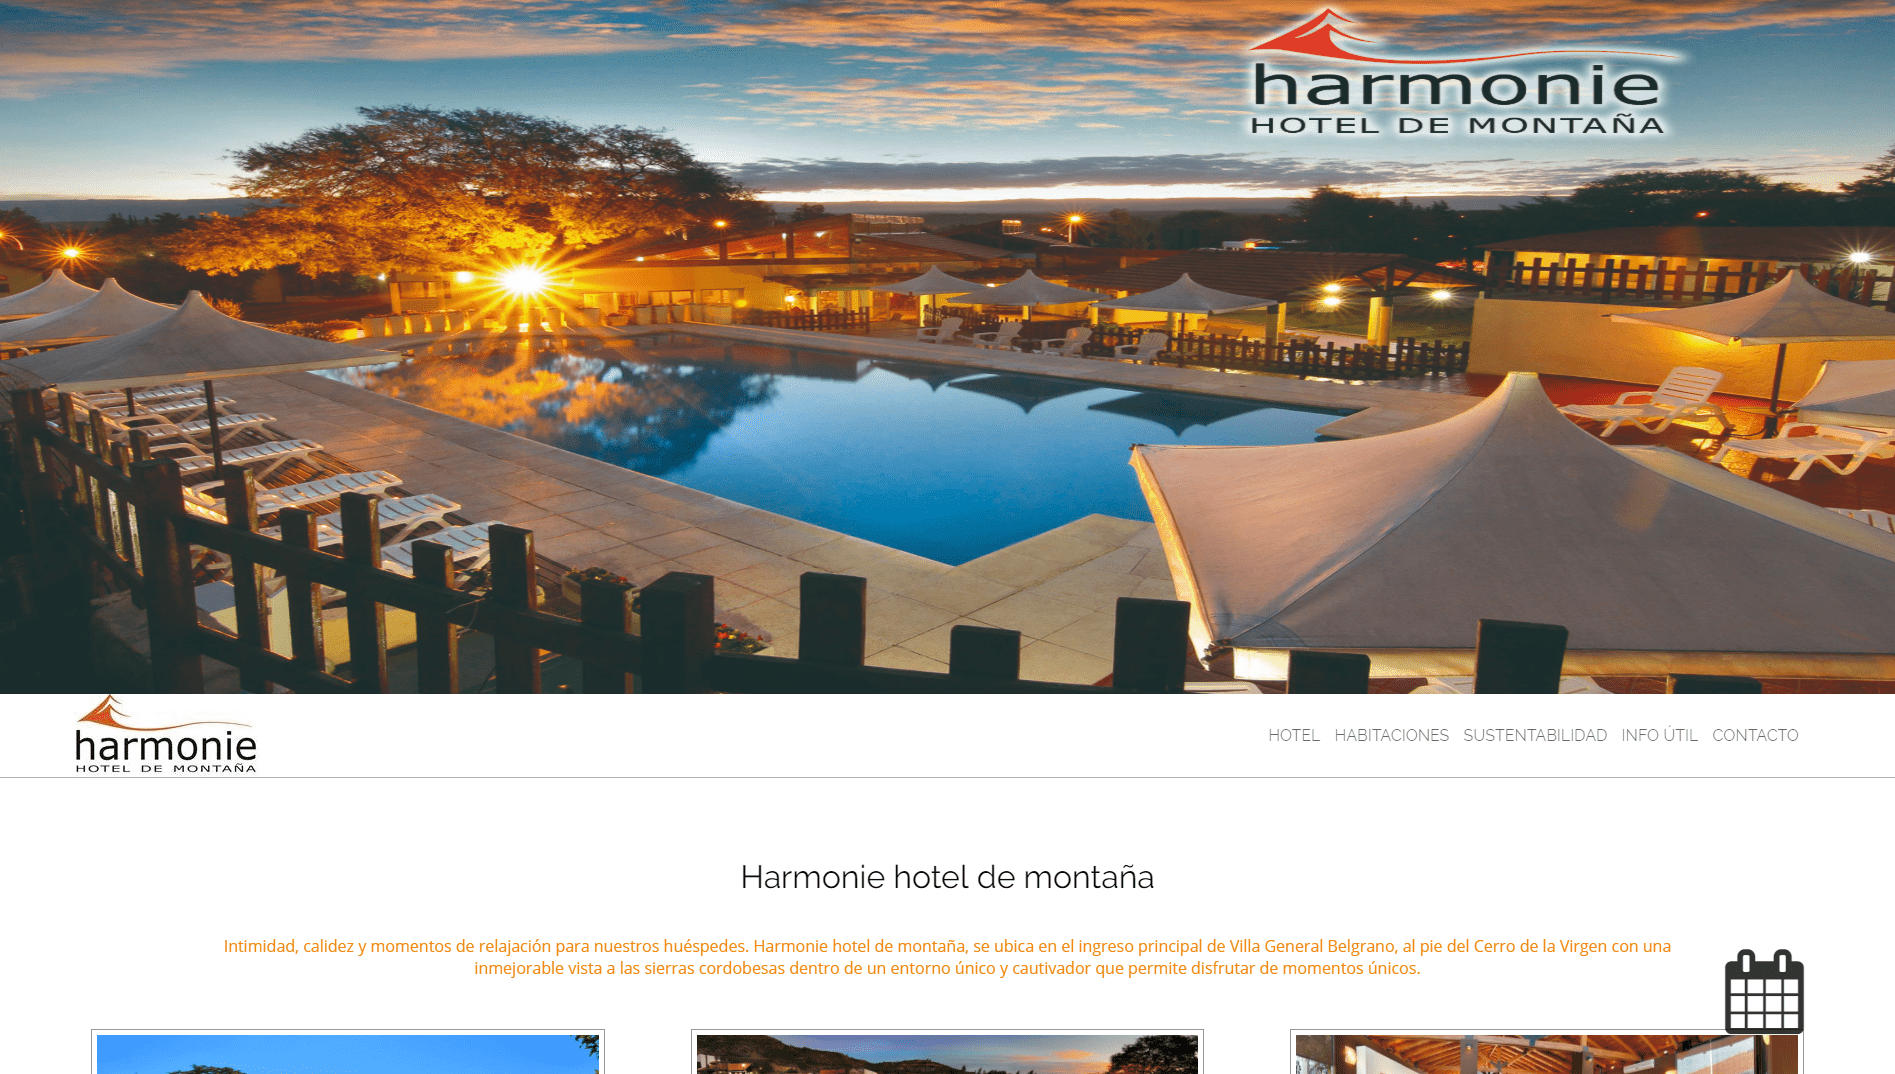 harmonie
HOTEL DE MONTAÑA
harmonie
HOTEL DE MONTAÑA
HOTEL HABITACIONES SUSTENTABILIDAD INFO ÚTIL CONTACTO
Harmonie hotel de montaña
Intimidad, calidez y momentos de relajación para nuestros huéspedes. Harmonie hotel de montaña, se ubica en el ingreso principal de Villa General Belgrano, al pie del Cerro de la Virgen con una
inmejorable vista a las sierras cordobesas dentro de un entorno único y cautivador que permite disfrutar de momentos únicos.